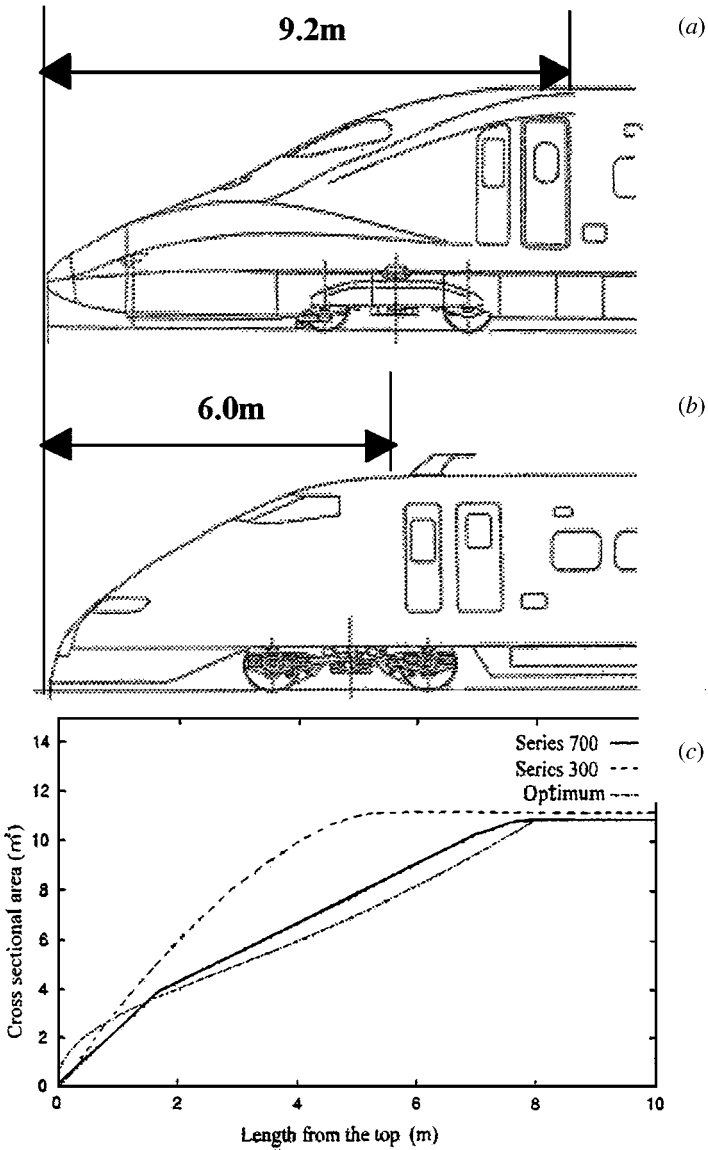 9.2m
(a)
6.0m
(b)
(c)
Series 700
Series 300
Optimum
14
12
10
8
6
4
2
0
Cross sectional area (m²)
0 2 4 6 8 10
Length from the top (m)